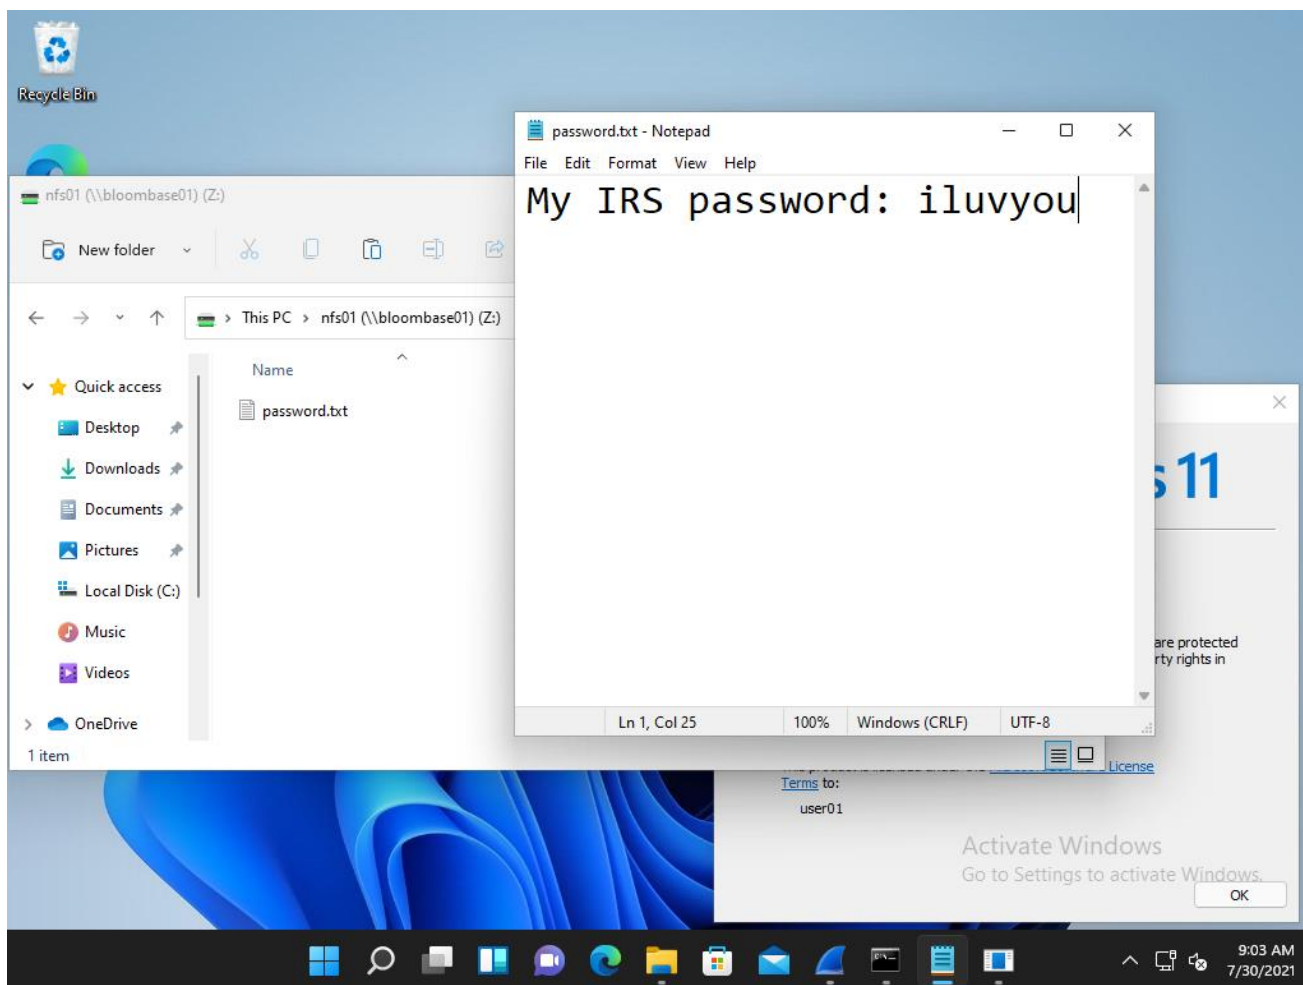 Recycle Bin
password.txt - Notepad
File Edit Format View Help
My IRS password: iluvyou
Ln 1, Col 25 100% Windows (CRLF) UTF-8
nfs01 (\\bloombase01) (Z:)
New folder
This PC > nfs01 (\\bloombase01) (Z:)
Name
Quick access
password.txt
Desktop
Downloads
Documents
Pictures
Local Disk (C:)
Music
Videos
OneDrive
1 item
s 11
are protected
rty rights in
License
Terms to:
user01
Activate Windows
Go to Settings to activate Windows.
OK
9:03 AM
7/30/2021